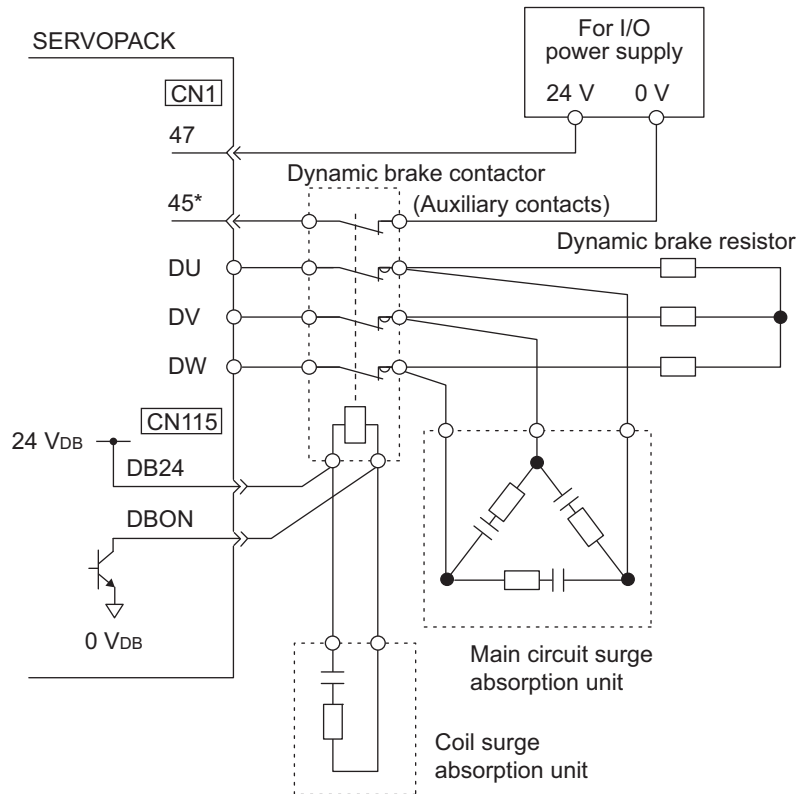 SERVOPACK
For I/O
power supply
24 V 0 V
CN1
47
Dynamic brake contactor
45*
(Auxiliary contacts)
Dynamic brake resistor
DU
DV
DW
CN115
24 VDB
DB24
DBON
0 VDB
Main circuit surge
absorption unit
Coil surge
absorption unit